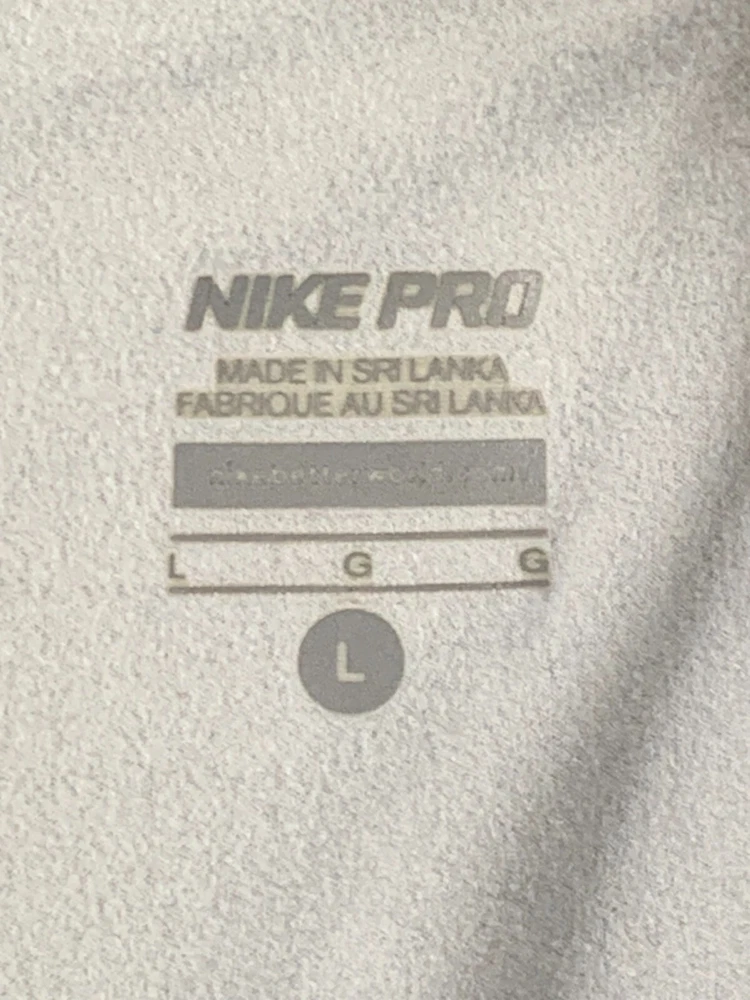 NIKE PRO
MADE IN SRI LANKA
FABRIQUE AU SRI LANKA
L G G
L